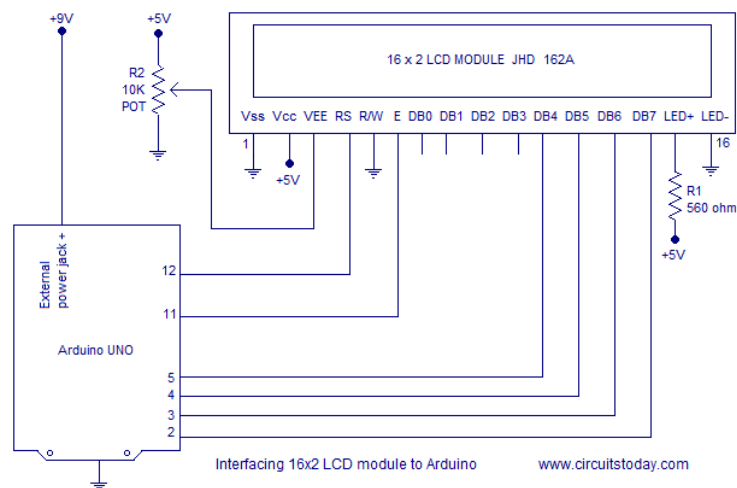 +9V
+5V
R2
10K
POT
16 x 2 LCD MODULE JHD 162A
Vss Vcc VEE RS R/W E DB0 DB1 DB2 DB3 DB4 DB5 DB6 DB7 LED+ LED-
1
16
+5V
R1
560 ohm
+5V
External
power jack +
12
11
Arduino UNO
5
4
3
2
Interfacing 16x2 LCD module to Arduino
www.circuitstoday.com